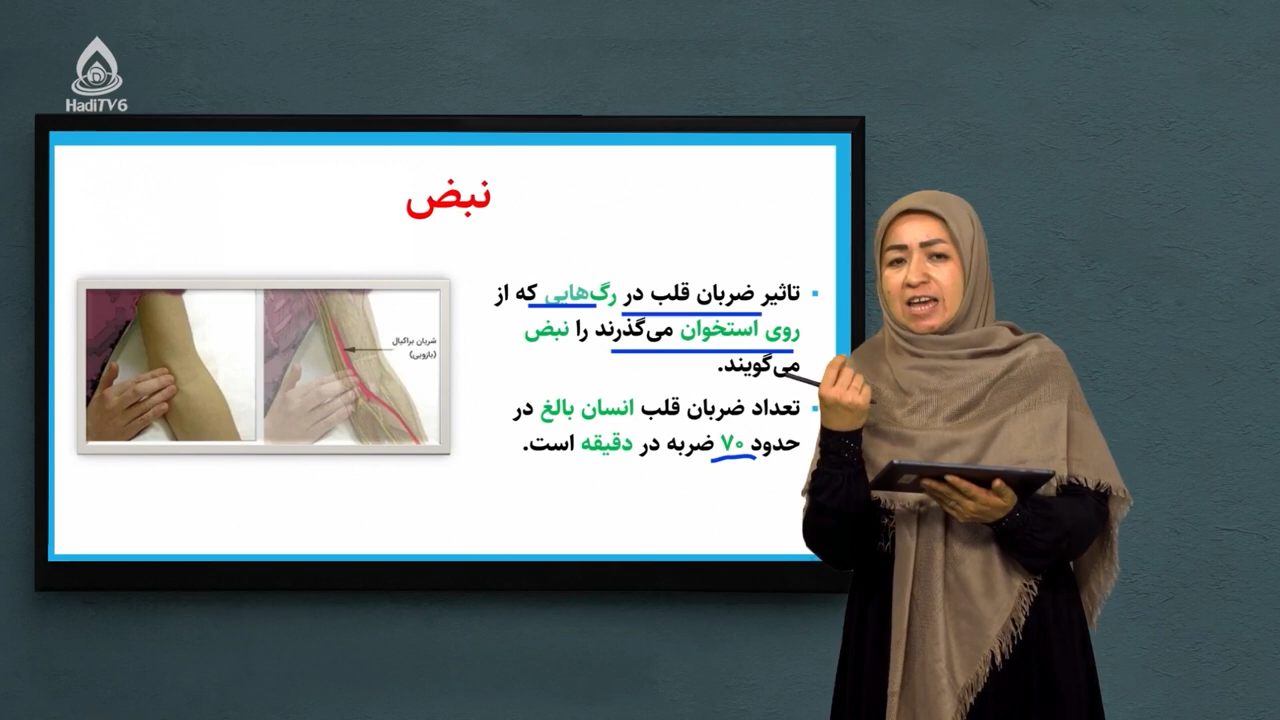 HadiTV6
نبض
تاثیر ضربان قلب در رگ‌هایی که از
روی استخوان می‌گذرند را نبض
می‌گویند.
تعداد ضربان قلب انسان بالغ در
حدود ۷۰ ضربه در دقیقه است.
شریان براکیال
(بازویی)